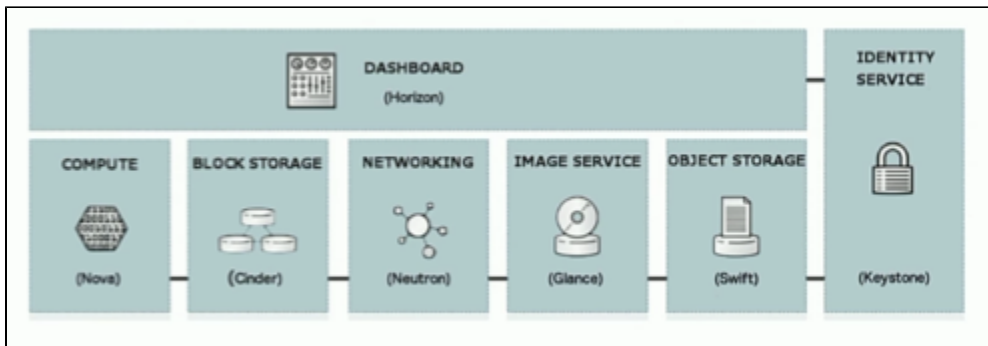 DASHBOARD
(Horizon)
IDENTITY
SERVICE
(Keystone)
COMPUTE
(Nova)
BLOCK STORAGE
(Cinder)
NETWORKING
(Neutron)
IMAGE SERVICE
(Glance)
OBJECT STORAGE
(Swift)